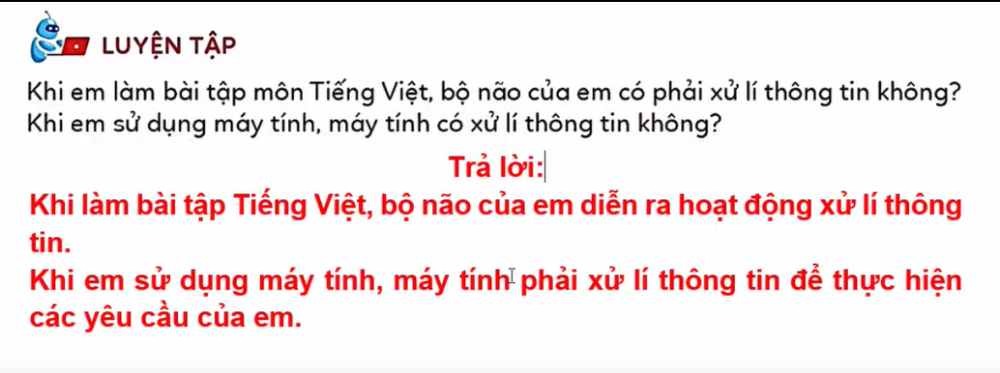 LUYỆN TẬP
Khi em làm bài tập môn Tiếng Việt, bộ não của em có phải xử lí thông tin không?
Khi em sử dụng máy tính, máy tính có xử lí thông tin không?
Trả lời:
Khi làm bài tập Tiếng Việt, bộ não của em diễn ra hoạt động xử lí thông
tin.
Khi em sử dụng máy tính, máy tính phải xử lí thông tin để thực hiện
các yêu cầu của em.